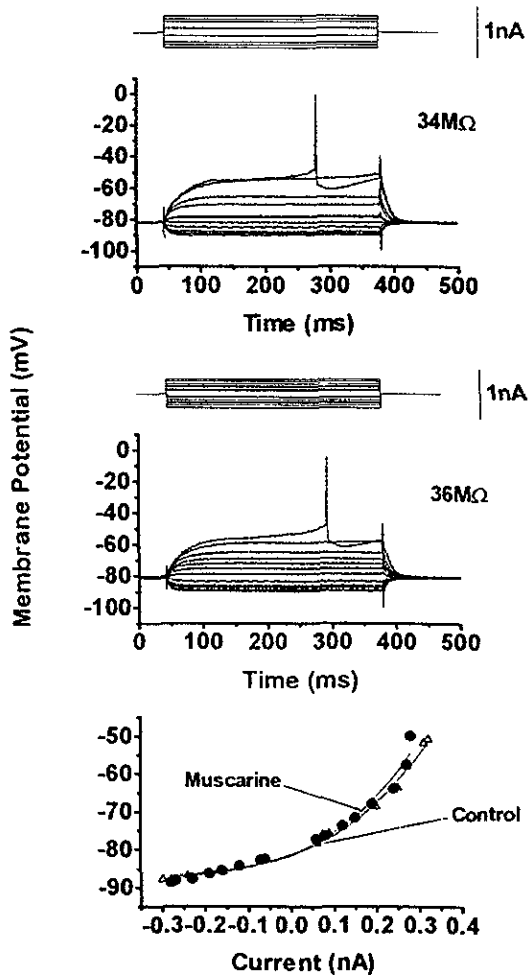 1nA
0
-20
-40
-60
-80
-100
34MΩ
0 100 200 300 400 500
Time (ms)
Membrane Potential (mV)
1nA
0
-20
-40
-60
-80
-100
36MΩ
0 100 200 300 400 500
Time (ms)
-50
-60
-70
-80
-90
Muscarine
Control
-0.3 -0.2 -0.1 0.0 0.1 0.2 0.3 0.4
Current (nA)